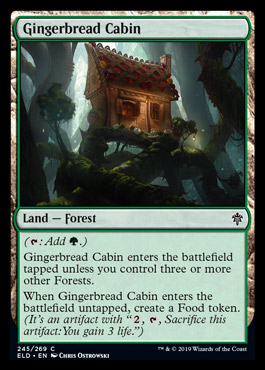 Gingerbread Cabin
Land — Forest
(: Add .)
Gingerbread Cabin enters the battlefield
tapped unless you control three or more
other Forests.
When Gingerbread Cabin enters the
battlefield untapped, create a Food token.
(It's an artifact with “2, , Sacrifice this
artifact: You gain 3 life.”)
245/269 C
ELD • EN Chris Ostrowski
™ & © 2019 Wizards of the Coast